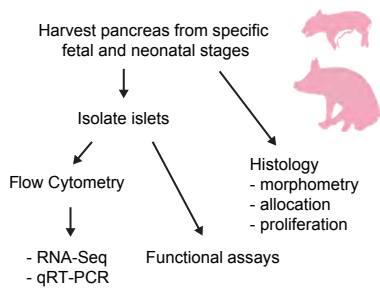 Harvest pancreas from specific
fetal and neonatal stages
Isolate islets
Flow Cytometry
- RNA-Seq
- qRT-PCR
Functional assays
Histology
- morphometry
- allocation
- proliferation